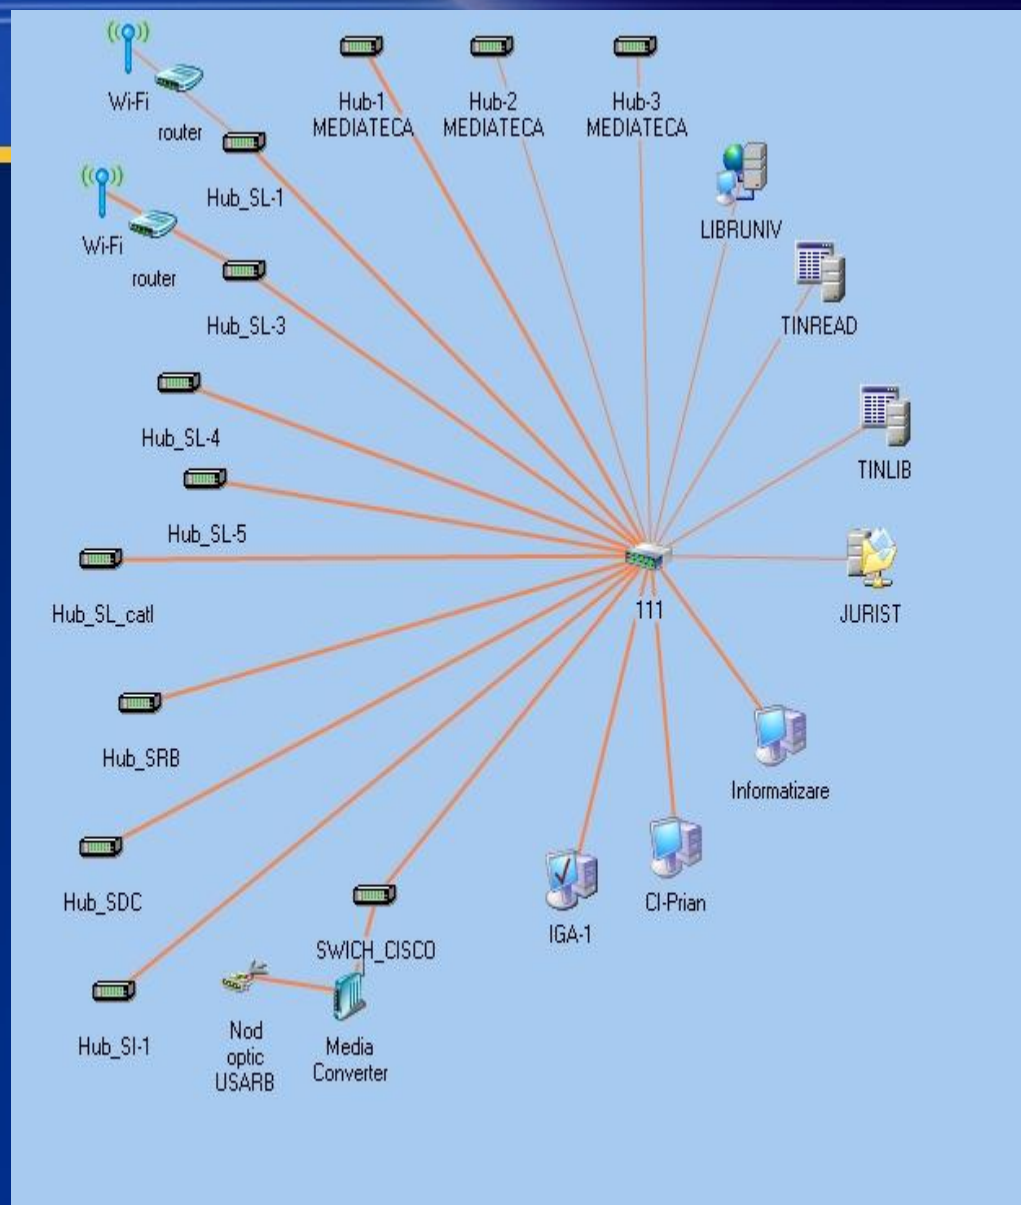 Wi-Fi
router
Hub_SL-1
Hub-1
MEDIATECA
Hub-2
MEDIATECA
Hub-3
MEDIATECA
LIBRUNIV
Wi-Fi
router
Hub_SL-3
TINREAD
Hub_SL-4
TINLIB
Hub_SL-5
Hub_SL_catl
111
JURIST
Hub_SRB
Informatizare
Hub_SDC
CI-Prian
IGA-1
SWICH_CISCO
Hub_SI-1
Nod
optic
USARB
Media
Converter